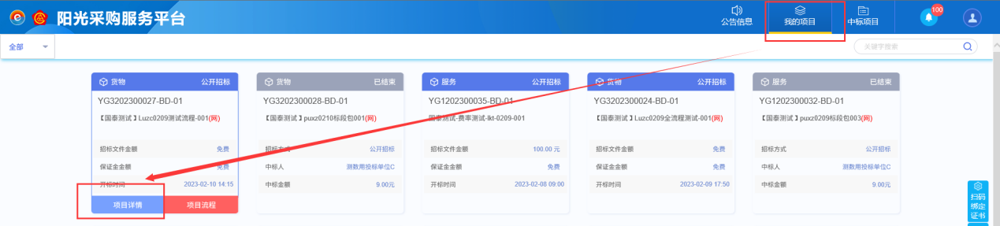 阳光采购服务平台
公告信息
我的项目
中标项目
100
全部
关键字搜索
货物 公开招标
YG3202300027-BD-01
【国泰测试】Luzc0209测试流程-001(网)
招标文件金额 免费
保证金金额 免费
开标时间 2023-02-10 14:15
项目详情 项目流程
货物 已结束
YG3202300028-BD-01
【国泰测试】puxz0210标段包001(网)
招标方式 公开招标
中标人 测数用投标单位C
中标金额 9.00元
服务 公开招标
YG1202300035-BD-01
国泰测试-费率测试-lkt-0209-001
招标文件金额 100.00 元
保证金金额 免费
开标时间 2023-02-08 09:00
货物 公开招标
YG3202300024-BD-01
【国泰测试】Luzc0209全流程测试-001(网)
招标文件金额 免费
保证金金额 免费
开标时间 2023-02-09 17:50
服务 已结束
YG1202300032-BD-01
【国泰测试】puxz0209标段包003(网)
招标方式 公开招标
中标人 测数用投标单位C
中标金额 9.00元
扫码
绑定
证书